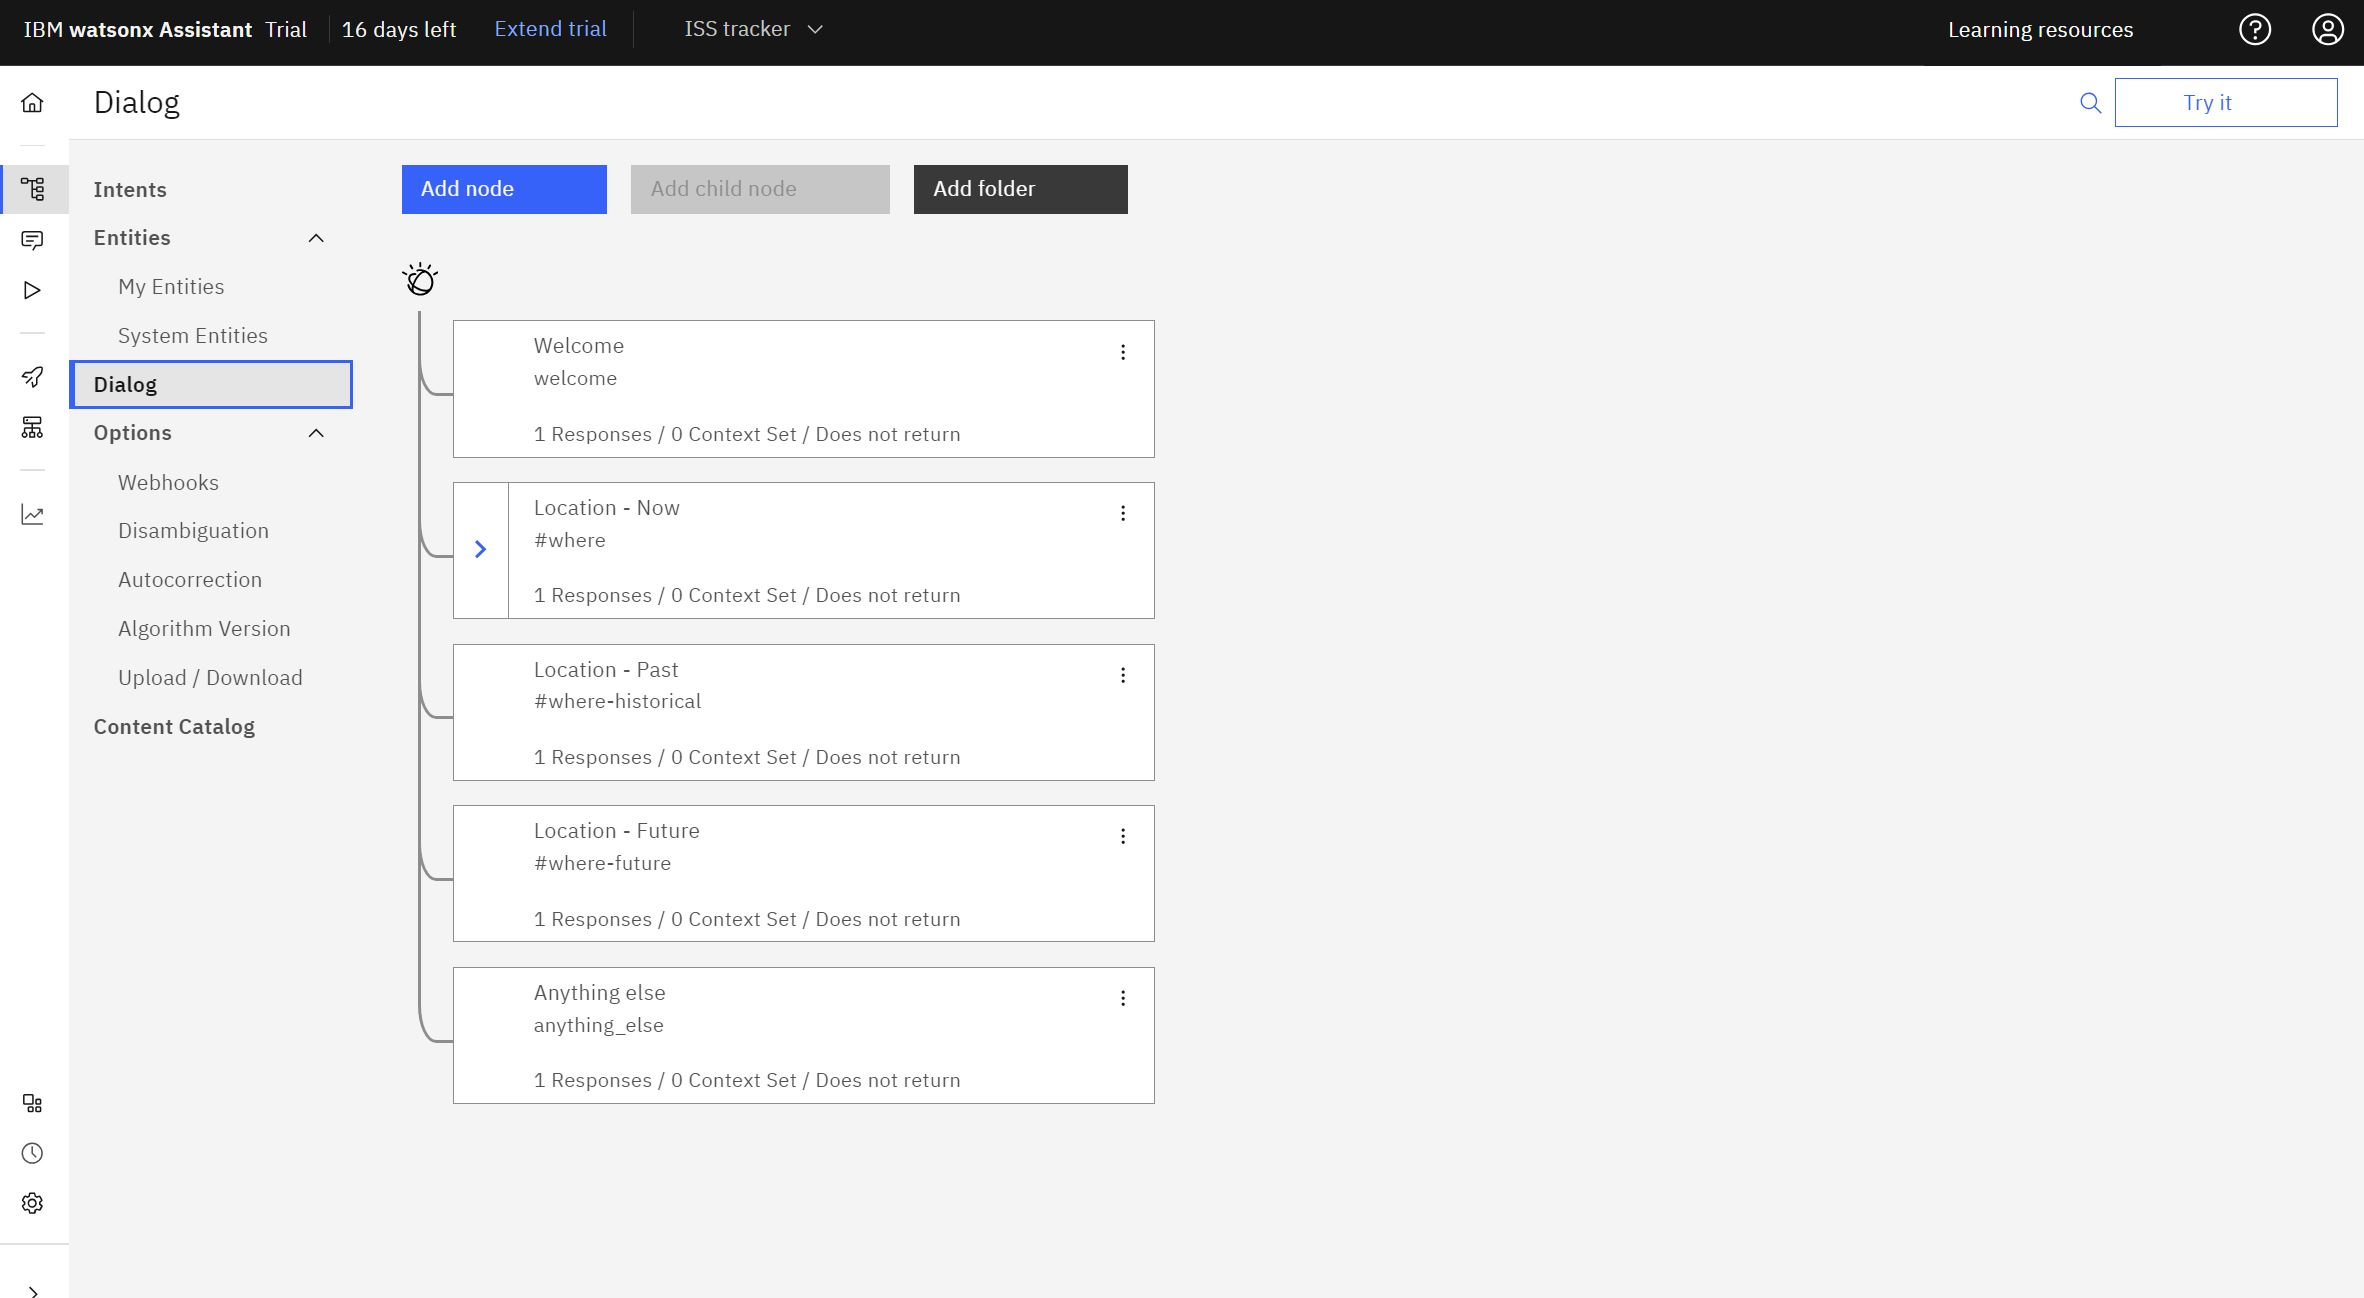 IBM watsonx Assistant Trial 16 days left Extend trial ISS tracker Learning resources
Dialog Try it
Intents
Entities
My Entities
System Entities
Dialog
Options
Webhooks
Disambiguation
Autocorrection
Algorithm Version
Upload / Download
Content Catalog
Add node Add child node Add folder
Welcome
welcome
1 Responses / 0 Context Set / Does not return
Location - Now
#where
1 Responses / 0 Context Set / Does not return
Location - Past
#where-historical
1 Responses / 0 Context Set / Does not return
Location - Future
#where-future
1 Responses / 0 Context Set / Does not return
Anything else
anything_else
1 Responses / 0 Context Set / Does not return